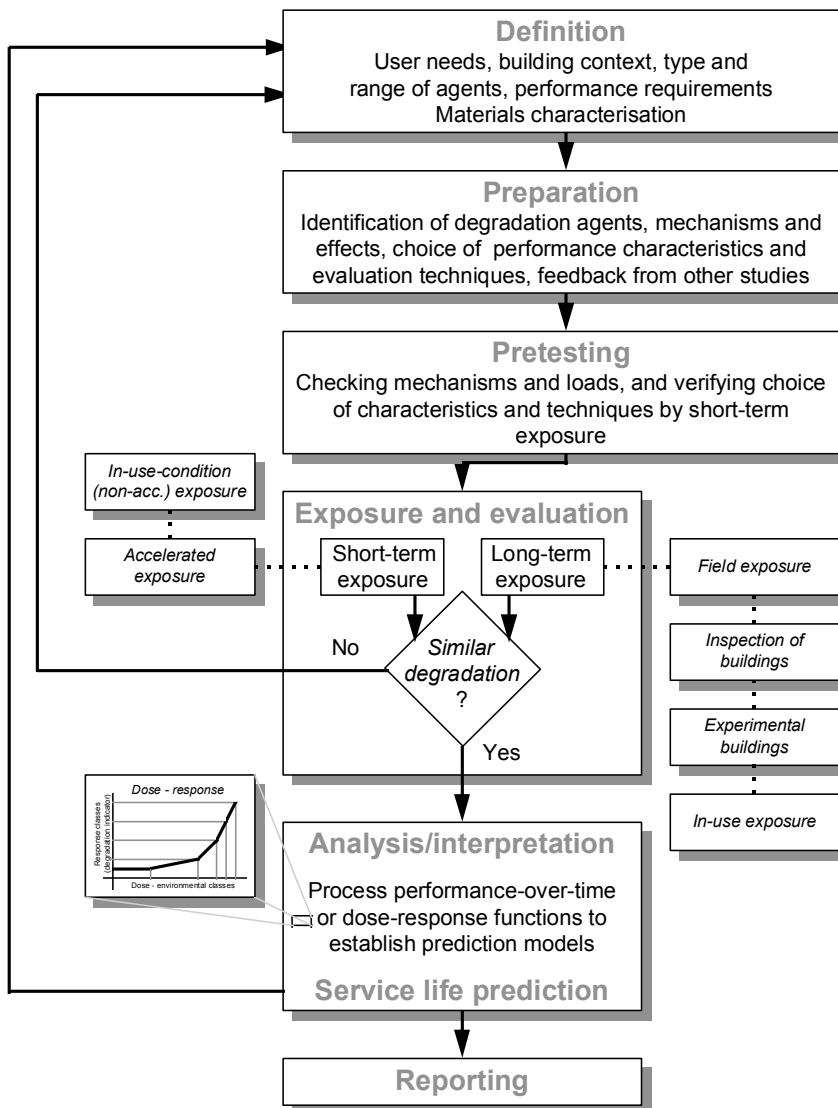 Definition
User needs, building context, type and
range of agents, performance requirements
Materials characterisation
Preparation
Identification of degradation agents, mechanisms and
effects, choice of performance characteristics and
evaluation techniques, feedback from other studies
Pretesting
Checking mechanisms and loads, and verifying choice
of characteristics and techniques by short-term
exposure
In-use-condition
(non-acc.) exposure
Accelerated
exposure
Exposure and evaluation
Short-term
exposure
Long-term
exposure
Field exposure
Inspection of
buildings
Experimental
buildings
In-use exposure
No
Similar
degradation
?
Yes
Dose - response
Response classes
(degradation indicator)
Dose - environmental classes
Analysis/interpretation
Process performance-over-time
or dose-response functions to
establish prediction models
Service life prediction
Reporting